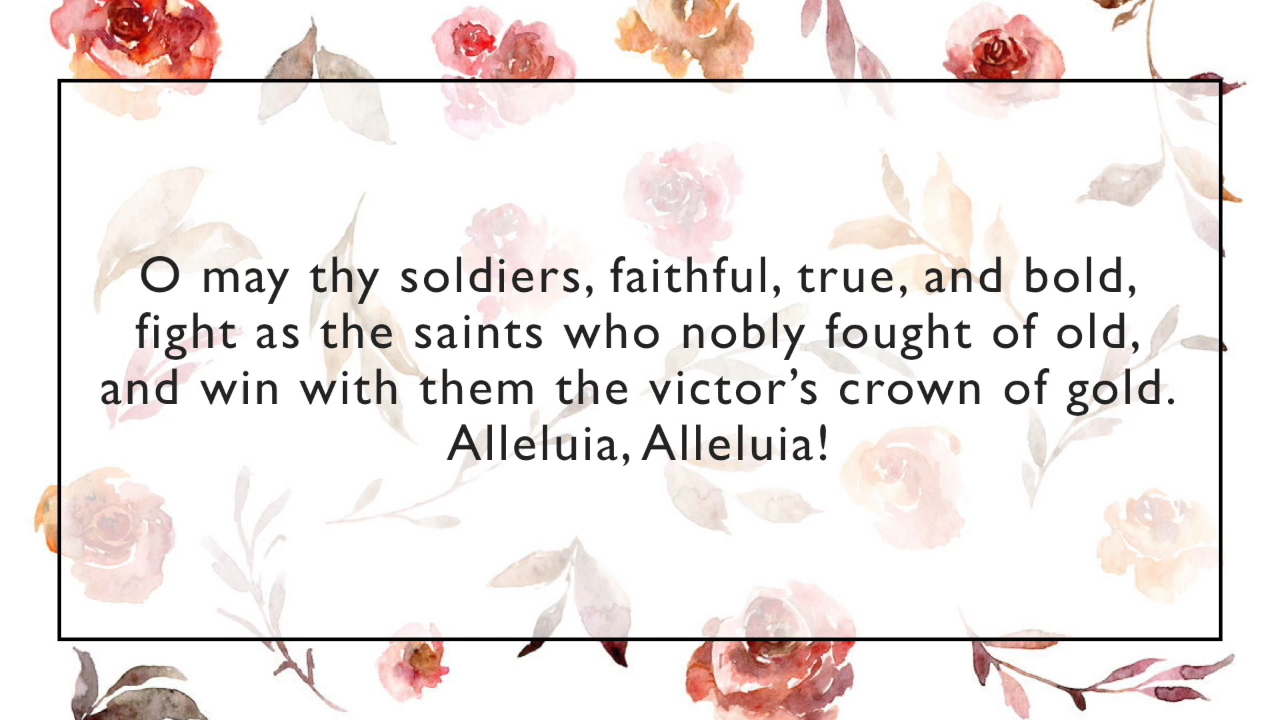 O may thy soldiers, faithful, true, and bold,
fight as the saints who nobly fought of old,
and win with them the victor’s crown of gold.
Alleluia, Alleluia!